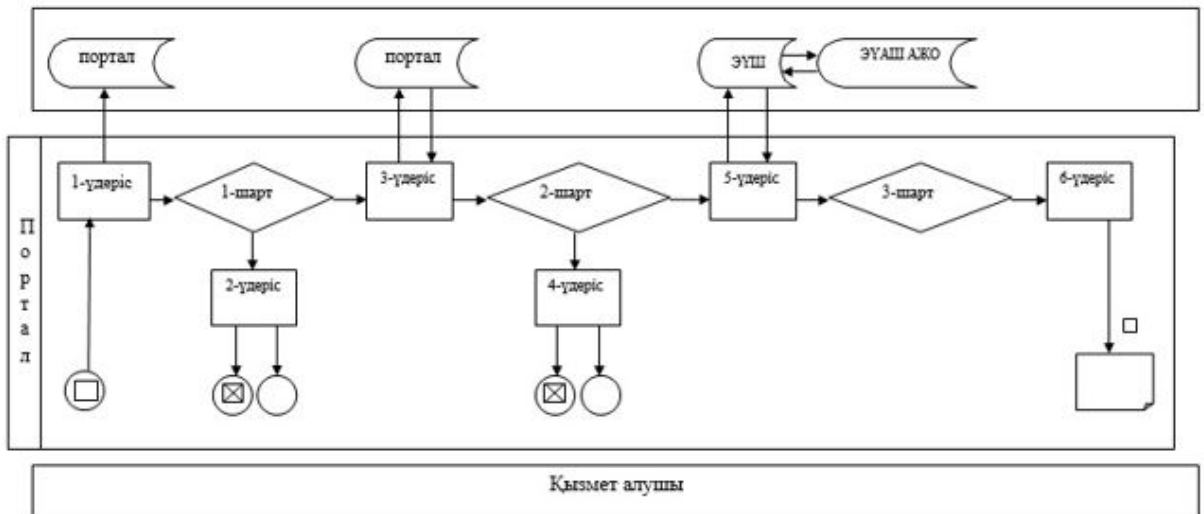 портал
портал
ЭҮШ
ЭҮАШ АЖО
1-үдеріс
1-шарт
3-үдеріс
2-шарт
5-үдеріс
3-шарт
6-үдеріс
2-үдеріс
4-үдеріс
Портал
Қызмет алушы